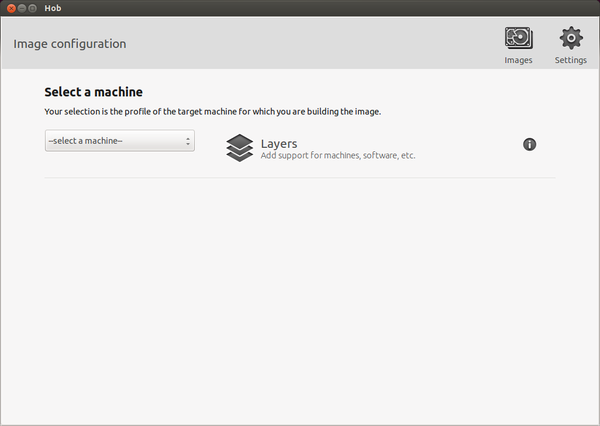 Hob
Image configuration
Images
Settings
Select a machine
Your selection is the profile of the target machine for which you are building the image.
--select a machine--
Layers
Add support for machines, software, etc.